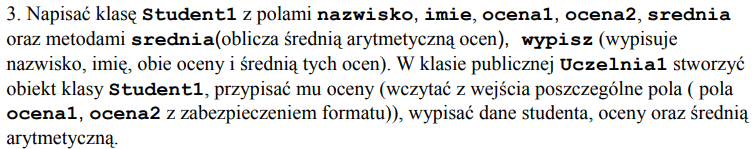 3. Napisać klasę Student1 z polami nazwisko, imie, ocena1, ocena2, srednia
oraz metodami srednia(oblicza średnią arytmetyczną ocen), wypisz (wypisuje
nazwisko, imię, obie oceny i średnią tych ocen). W klasie publicznej Uczelnia1 stworzyć
obiekt klasy Student1, przypisać mu oceny (wczytać z wejścia poszczególne pola ( pola
ocena1, ocena2 z zabezpieczeniem formatu)), wypisać dane studenta, oceny oraz średnią
arytmetyczną.